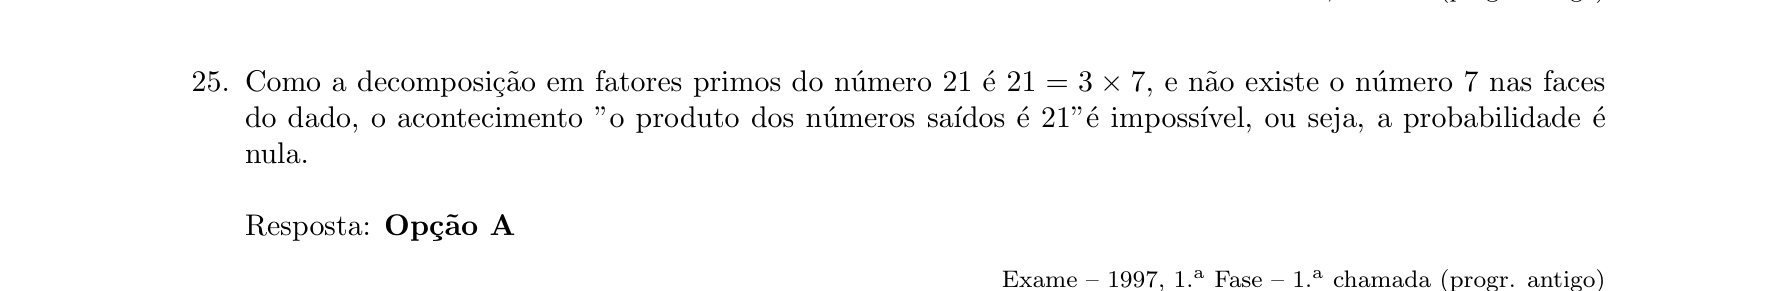 25. Como a decomposição em fatores primos do número 21 é 21 = 3 × 7, e não existe o número 7 nas faces
do dado, o acontecimento ”o produto dos números saídos é 21”é impossível, ou seja, a probabilidade é
nula.
Resposta: Opção A
Exame – 1997, 1.ª Fase – 1.ª chamada (progr. antigo)